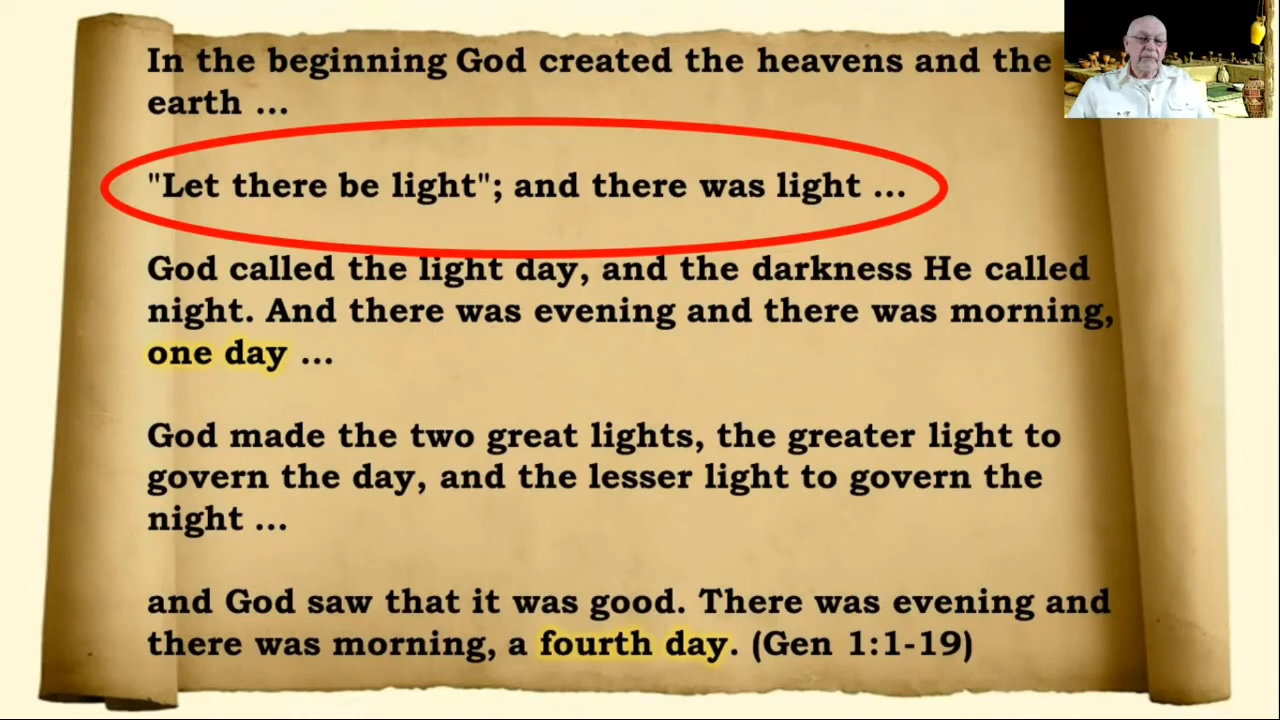 In the beginning God created the heavens and the
earth ...
"Let there be light"; and there was light ...
God called the light day, and the darkness He called
night. And there was evening and there was morning,
one day ...
God made the two great lights, the greater light to
govern the day, and the lesser light to govern the
night ...
and God saw that it was good. There was evening and
there was morning, a fourth day. (Gen 1:1-19)